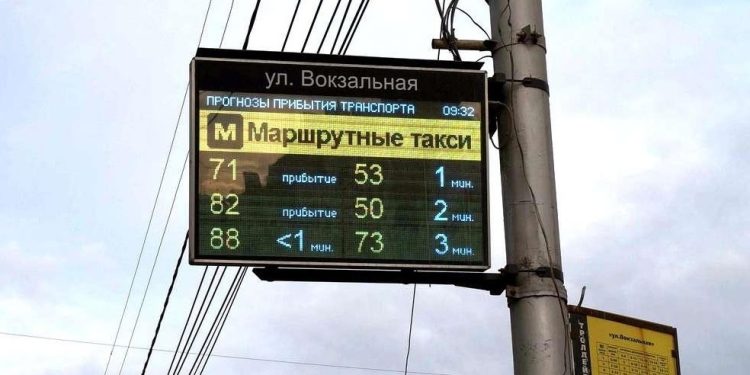 ул. Вокзальная
ПРОГНОЗЫ ПРИБЫТИЯ ТРАНСПОРТА 09:32
М Маршрутные такси
71 прибытие 53 1 мин.
82 прибытие 50 2 мин.
88 <1 мин. 73 3 мин.
«ул.Вокзальная»